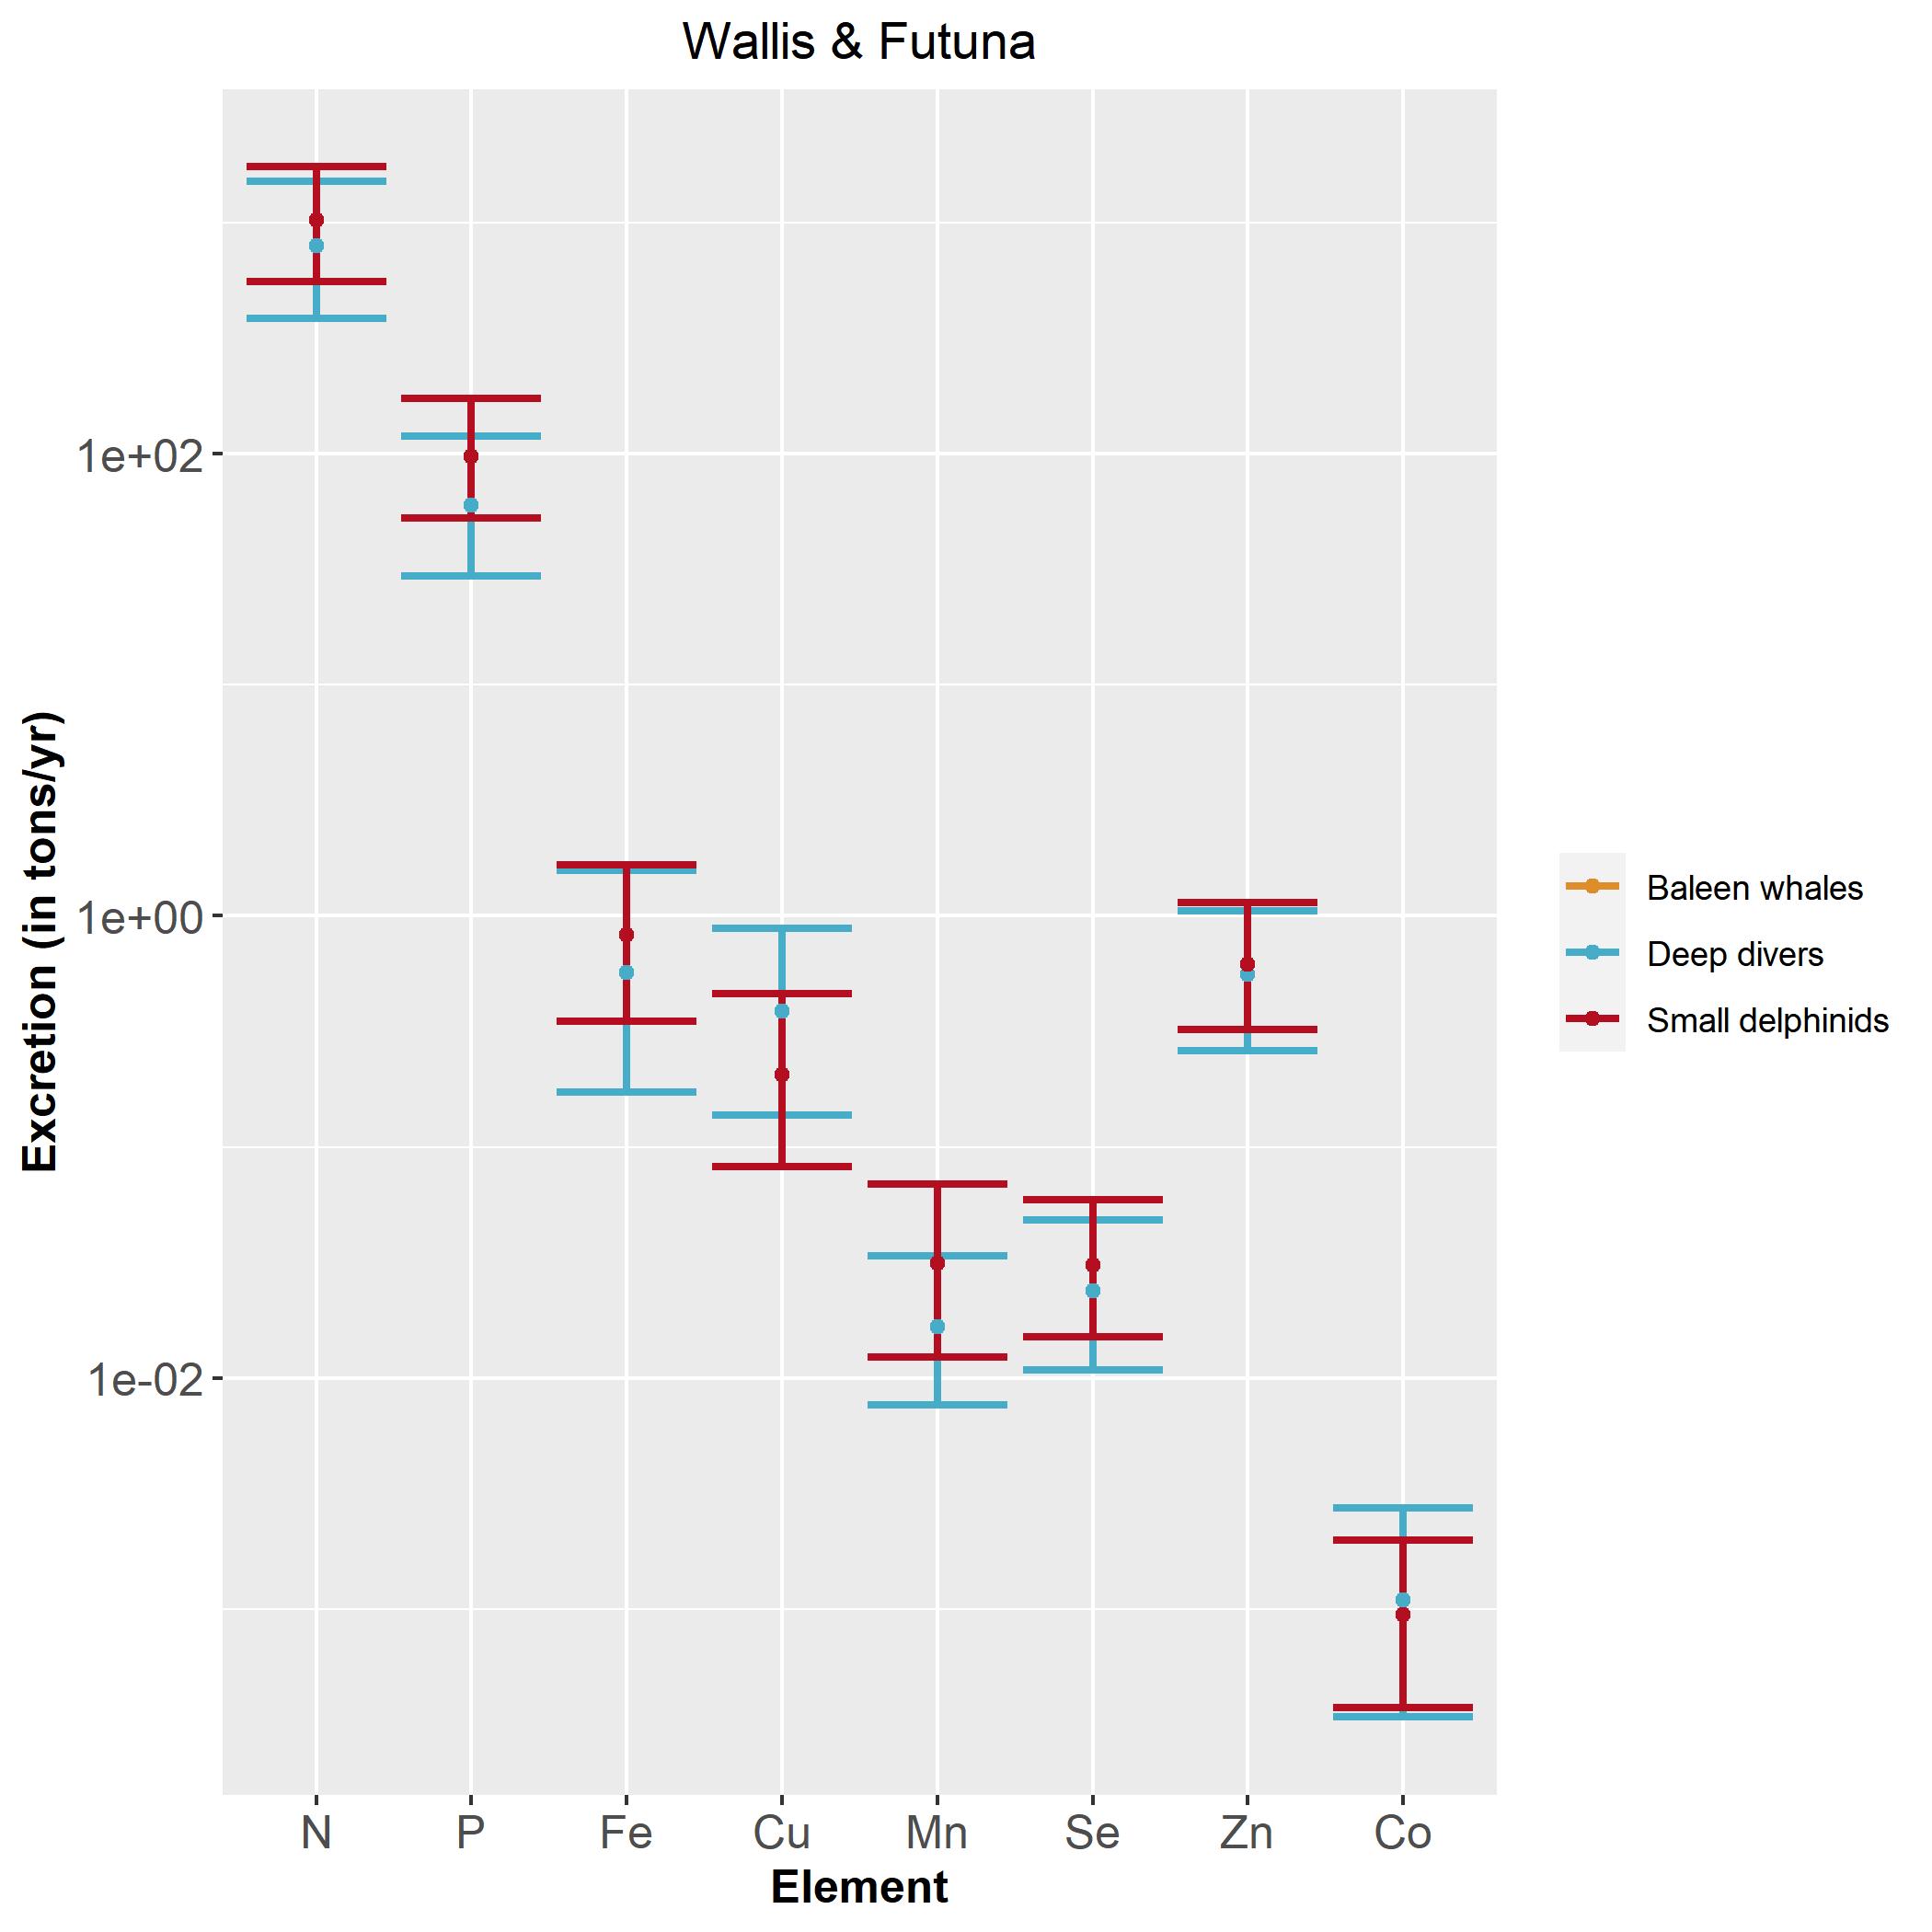 Wallis & Futuna
Excretion (in tons/yr)
1e+02
1e+00
1e-02
N P Fe Cu Mn Se Zn Co
Element
Baleen whales
Deep divers
Small delphinids